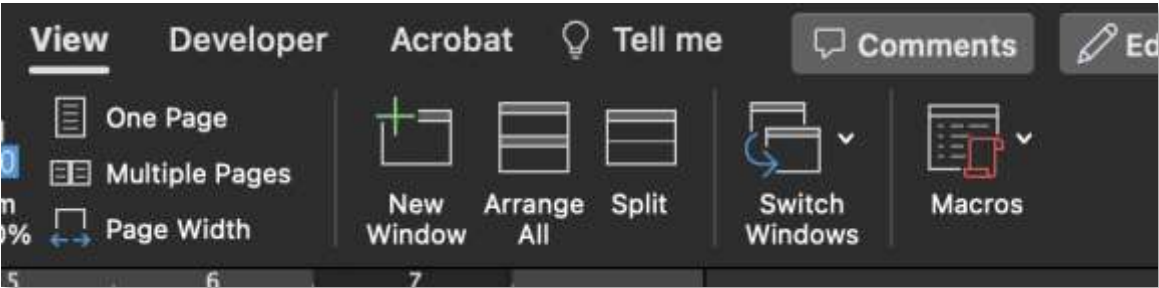 View Developer Acrobat Tell me Comments
One Page
Multiple Pages
Page Width
New Window
Arrange All
Split
Switch Windows
Macros
5 6 7